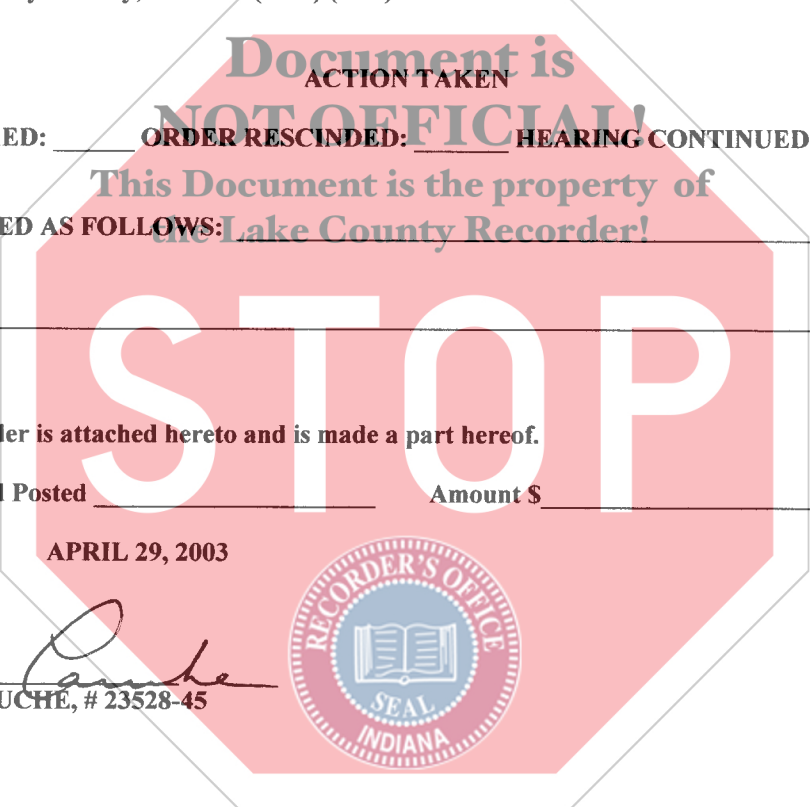 Document is
ACTION TAKEN
NOT OFFICIAL!
ED: ORDER RESCINDED: HEARING CONTINUED
This Document is the property of
ED AS FOLLOWS:
the Lake County Recorder!
STOP
er is attached hereto and is made a part hereof.
Posted Amount $
APRIL 29, 2003
RECORDER'S OFFICE
SEAL
INDIANA
UCHÉ, # 23528-45